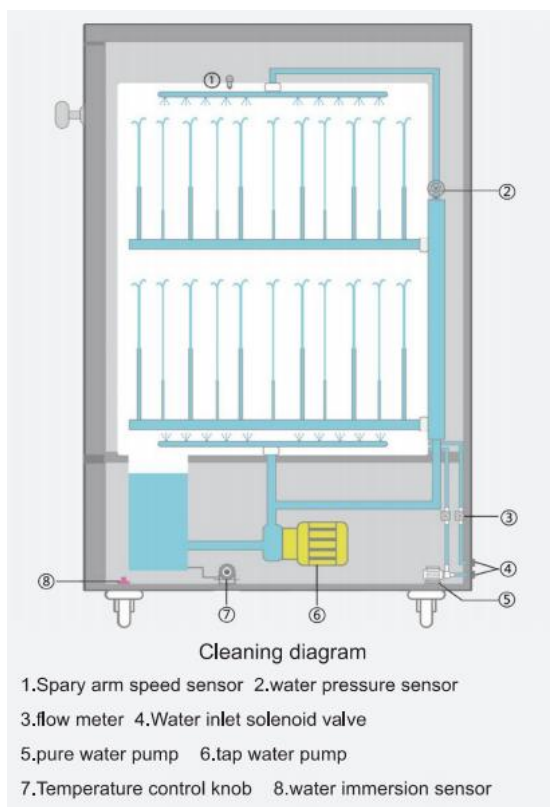 ①
②
③
④
⑤
⑧
⑦
⑥
Cleaning diagram
1.Spary arm speed sensor 2.water pressure sensor
3.flow meter 4.Water inlet solenoid valve
5.pure water pump 6.tap water pump
7.Temperature control knob 8.water immersion sensor